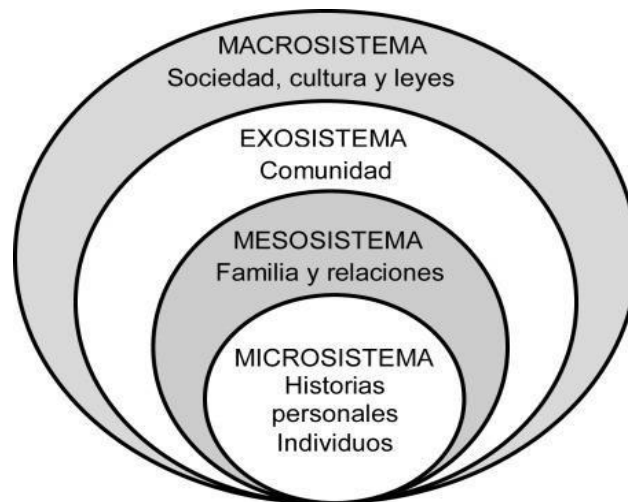 MACROSISTEMA
Sociedad, cultura y leyes
EXOSISTEMA
Comunidad
MESOSISTEMA
Familia y relaciones
MICROSISTEMA
Historias
personales
Individuos